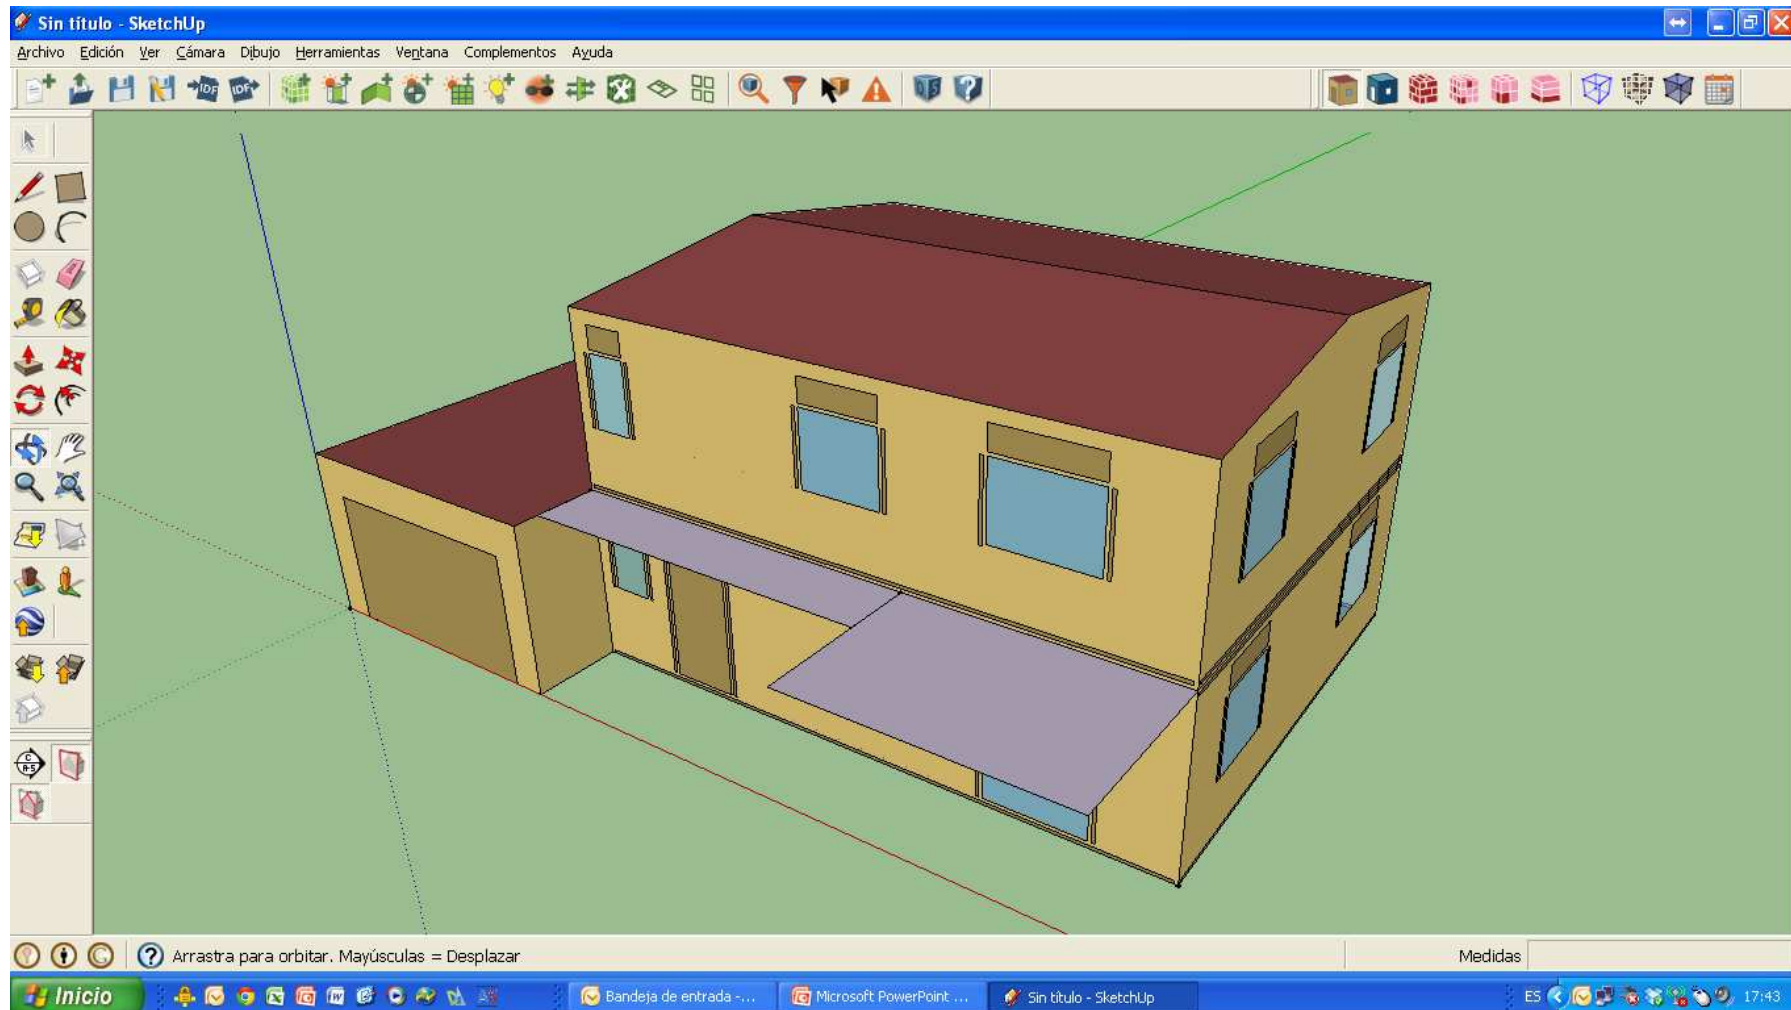 Sin título - SketchUp
Archivo Edición Ver Cámara Dibujo Herramientas Ventana Complementos Ayuda
Arrastra para orbitar. Mayúsculas = Desplazar
Medidas
Inicio
Bandeja de entrada -...
Microsoft PowerPoint ...
Sin título - SketchUp
ES
17:43